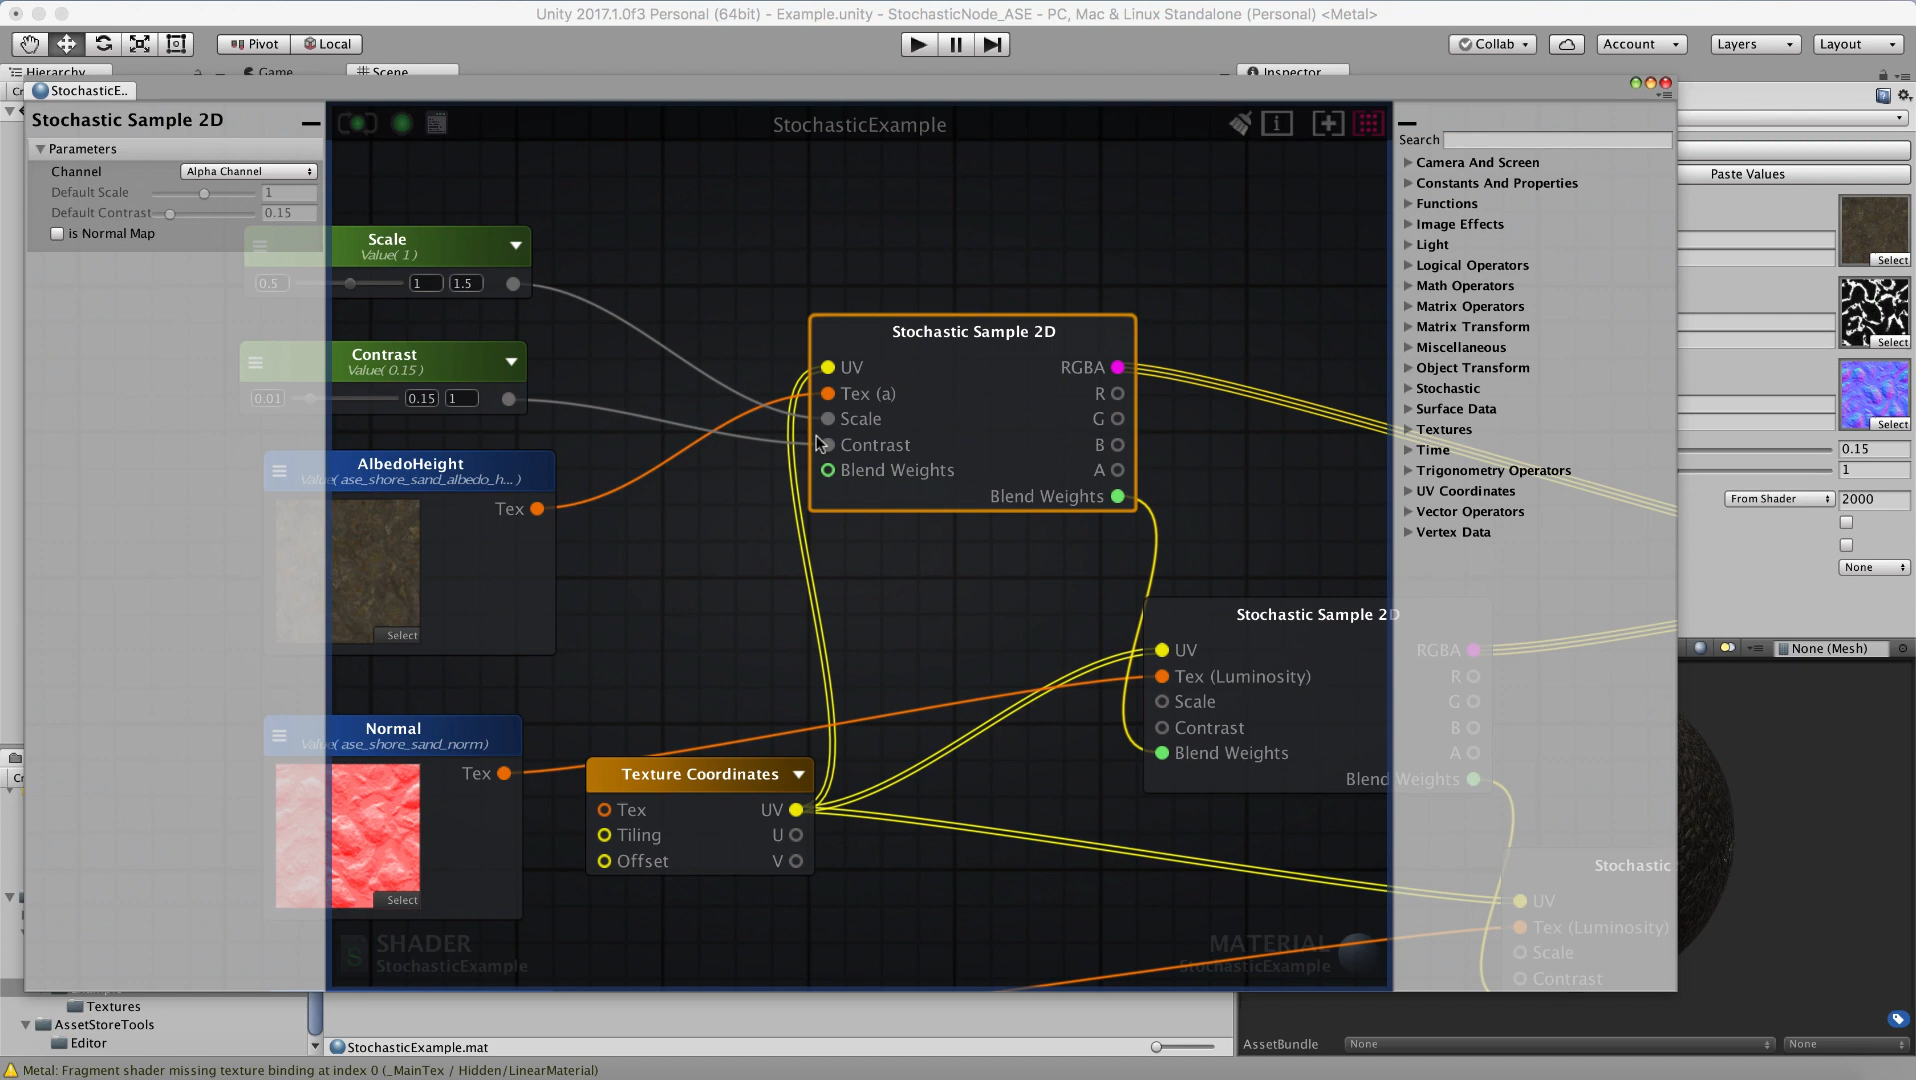 Unity 2017.1.0f3 Personal (64bit) - Example.unity - StochasticNode_ASE - PC, Mac & Linux Standalone (Personal) <Metal>
Pivot Local Collab Account Layers Layout
Hierarchy Game Scene Inspector
StochasticE..
Stochastic Sample 2D
Parameters
Channel Alpha Channel
Default Scale 1
Default Contrast 0.15
is Normal Map
StochasticExample
Scale
Value( 1 )
0.5 1 1.5
Contrast
Value( 0.15 )
0.01 0.15 1
AlbedoHeight
Value( ase_shore_sand_albedo_h... )
Tex
Select
Normal
Value( ase_shore_sand_norm)
Tex
Select
Texture Coordinates
Tex UV
Tiling U
Offset V
Stochastic Sample 2D
UV RGBA
Tex (a) R
Scale G
Contrast B
Blend Weights A
Blend Weights
Stochastic Sample 2D
UV RGBA
Tex (Luminosity) R
Scale G
Contrast B
Blend Weights A
Blend Weights
Stochastic
UV
Tex (Luminosity)
Scale
Contrast
SHADER
StochasticExample
MATERIAL
StochasticExample
Search
Camera And Screen
Constants And Properties
Functions
Image Effects
Light
Logical Operators
Math Operators
Matrix Operators
Matrix Transform
Miscellaneous
Object Transform
Stochastic
Surface Data
Textures
Time
Trigonometry Operators
UV Coordinates
Vector Operators
Vertex Data
Paste Values
Select
Select
Select
0.15
1
From Shader 2000
None
None (Mesh)
Textures
AssetStoreTools
Editor
StochasticExample.mat
AssetBundle None None
Metal: Fragment shader missing texture binding at index 0 (_MainTex / Hidden/LinearMaterial)